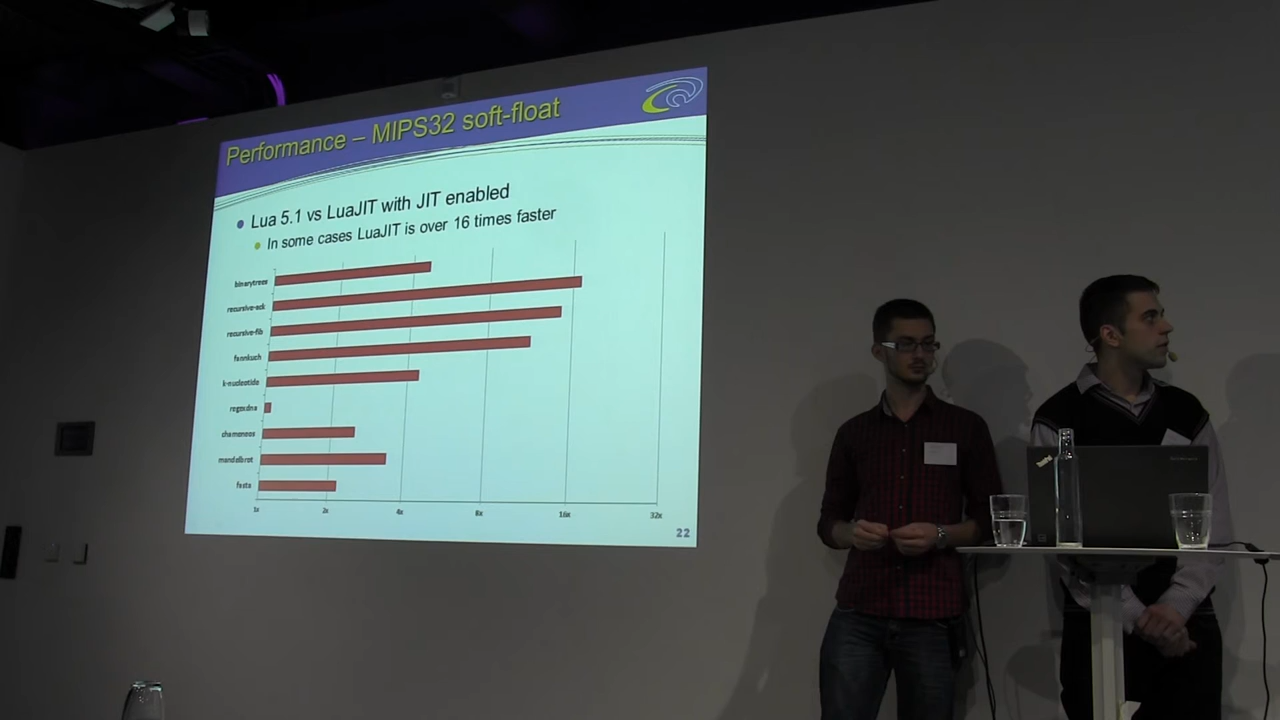 Performance – MIPS32 soft-float
Lua 5.1 vs LuaJIT with JIT enabled
In some cases LuaJIT is over 16 times faster
binarytrees
recursive-ack
recursive-fib
fannkuch
k-nucleotide
regexdna
chameneos
mandelbrot
fasta
1x 2x 4x 8x 16x 32x
22